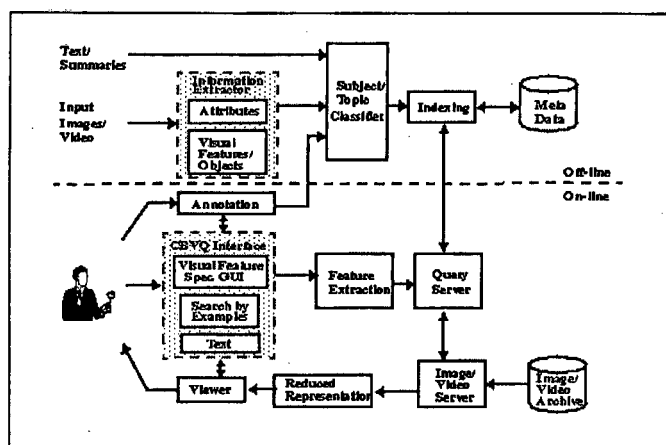 Text/
Summaries
Information
Extractor
Attributes
Visual
Features/
Objects
Input
Images/
Video
Subject/
Topic
Classifier
Indexing
Meta
Data
Off-line
On-line
Annotation
CBVQ Interface
Visual Feature
Spec. GUI
Search by
Examples
Text
Feature
Extraction
Query
Server
Viewer
Reduced
Representation
Image/
Video Server
Image/
Video
Archive